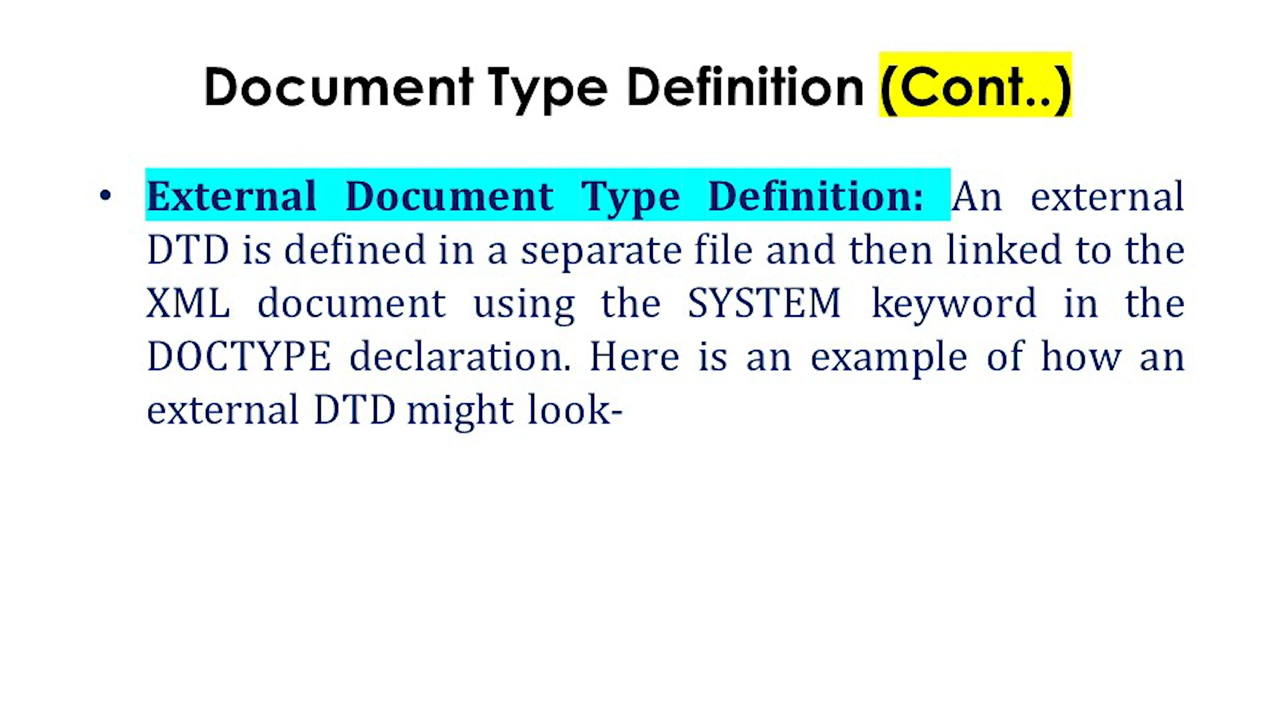 Document Type Definition (Cont..)
• External Document Type Definition: An external
DTD is defined in a separate file and then linked to the
XML document using the SYSTEM keyword in the
DOCTYPE declaration. Here is an example of how an
external DTD might look-